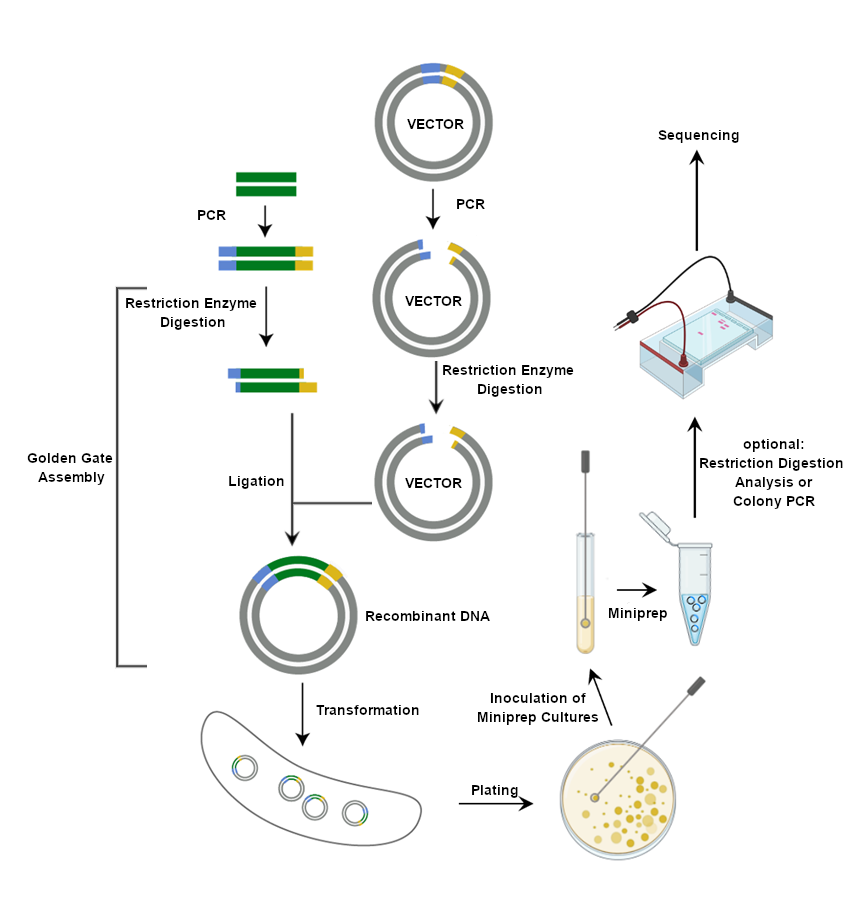 VECTOR
PCR
PCR
VECTOR
Restriction Enzyme
Digestion
Restriction Enzyme
Digestion
Golden Gate
Assembly
Ligation
VECTOR
Recombinant DNA
Transformation
Plating
Inoculation of
Miniprep Cultures
Miniprep
optional:
Restriction Digestion
Analysis or
Colony PCR
Sequencing